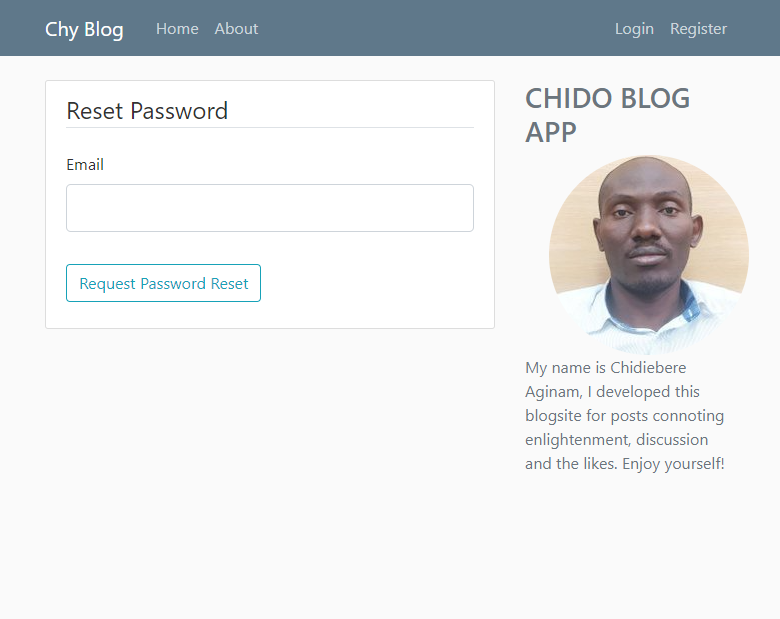 Chy Blog Home About Login Register
Reset Password
Email
Request Password Reset
CHIDO BLOG
APP
My name is Chidiebere
Aginam, I developed this
blogsite for posts connoting
enlightenment, discussion
and the likes. Enjoy yourself!